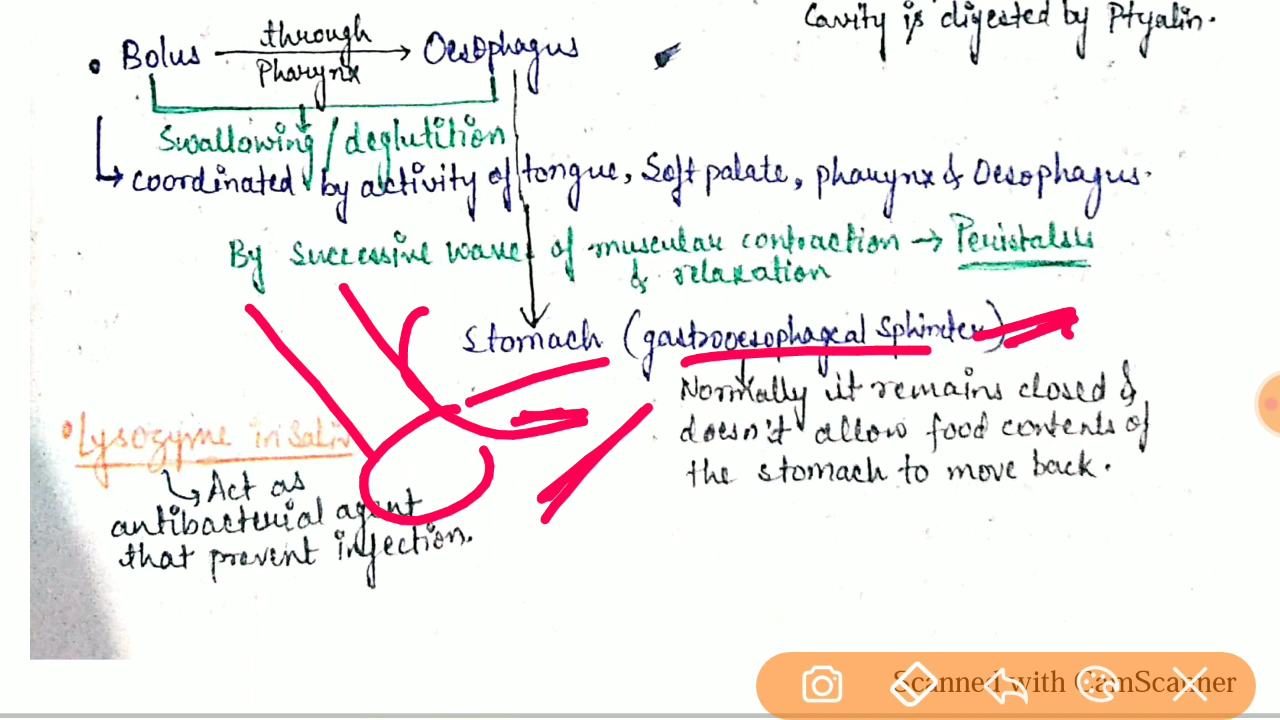 Cavity is digested by Ptyalin.
• Bolus through Pharynx → Oesophagus
Swallowing/deglutition
↳ coordinated by activity of tongue, Soft palate, pharynx & Oesophagus.
By successive wave of muscular contraction → Peristalsis
& relaxation
Stomach (gastrooesophageal Sphincter)
Normally it remains closed &
doesn't allow food contents of
the stomach to move back.
• Lysozyme in Saliv
↳ Act as
antibacterial agent
that prevent infection.
Scanned with CamScanner